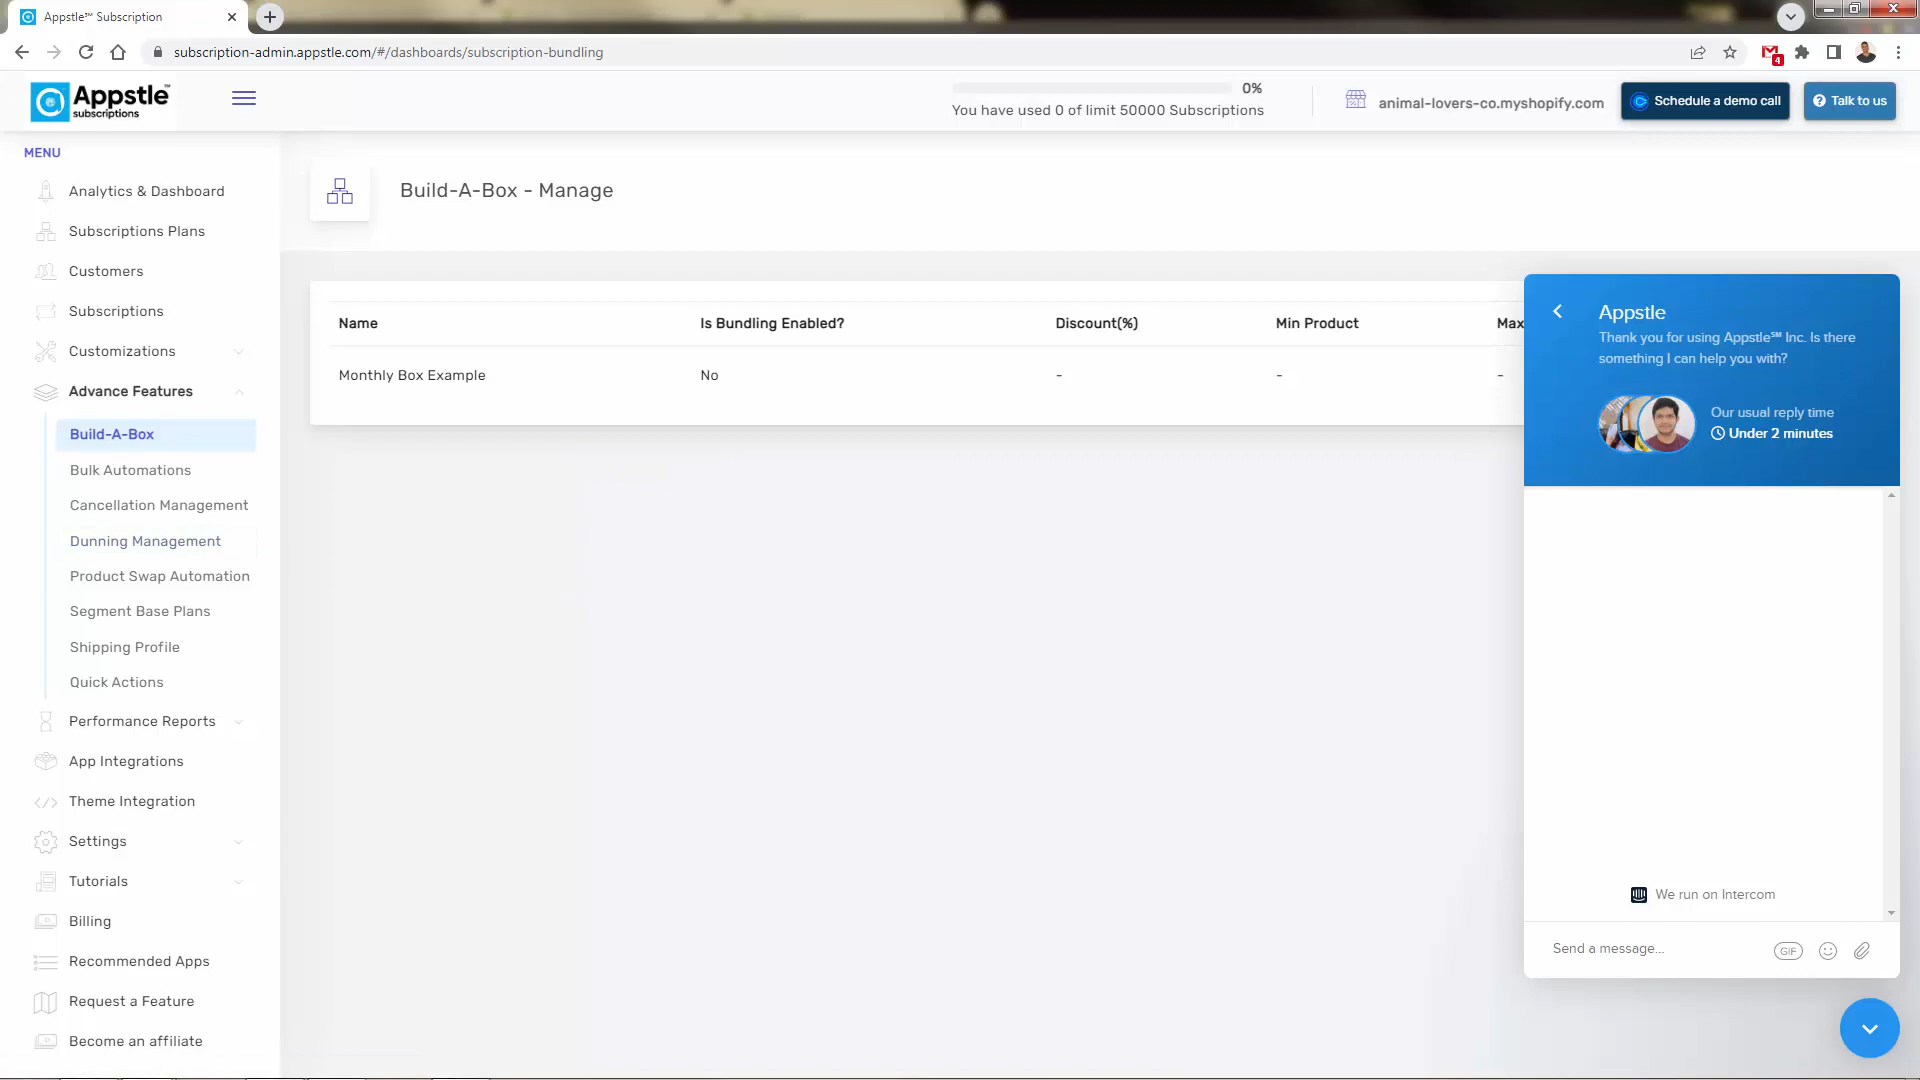 Appstle™ Subscription
subscription-admin.appstle.com/#/dashboards/subscription-bundling
4
Appstle™
subscriptions
0%
You have used 0 of limit 50000 Subscriptions
animal-lovers-co.myshopify.com
Schedule a demo call
Talk to us
MENU
Analytics & Dashboard
Subscriptions Plans
Customers
Subscriptions
Customizations
Advance Features
Build-A-Box
Bulk Automations
Cancellation Management
Dunning Management
Product Swap Automation
Segment Base Plans
Shipping Profile
Quick Actions
Performance Reports
App Integrations
Theme Integration
Settings
Tutorials
Billing
Recommended Apps
Request a Feature
Become an affiliate
Build-A-Box - Manage
Name Is Bundling Enabled? Discount(%) Min Product Max
Monthly Box Example No - - -
Appstle
Thank you for using Appstle℠ Inc. Is there
something I can help you with?
Our usual reply time
Under 2 minutes
We run on Intercom
Send a message...
GIF